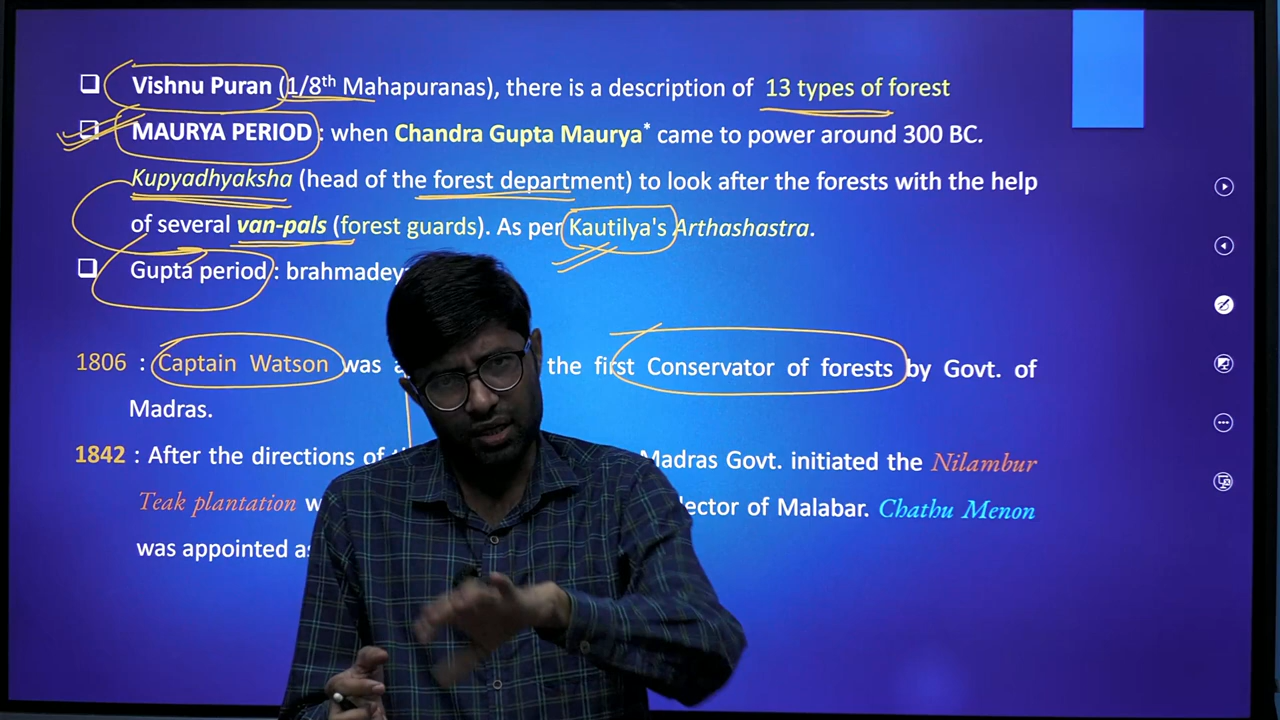 Vishnu Puran (1/8th Mahapuranas), there is a description of 13 types of forest
MAURYA PERIOD : when Chandra Gupta Maurya* came to power around 300 BC.
Kupyadhyaksha (head of the forest department) to look after the forests with the help
of several van-pals (forest guards). As per Kautilya's Arthashastra.
Gupta period : brahmadey
1806 : Captain Watson was the first Conservator of forests by Govt. of
Madras.
1842 : After the directions of Madras Govt. initiated the Nilambur
Teak plantation of Malabar. Chathu Menon
was appointed